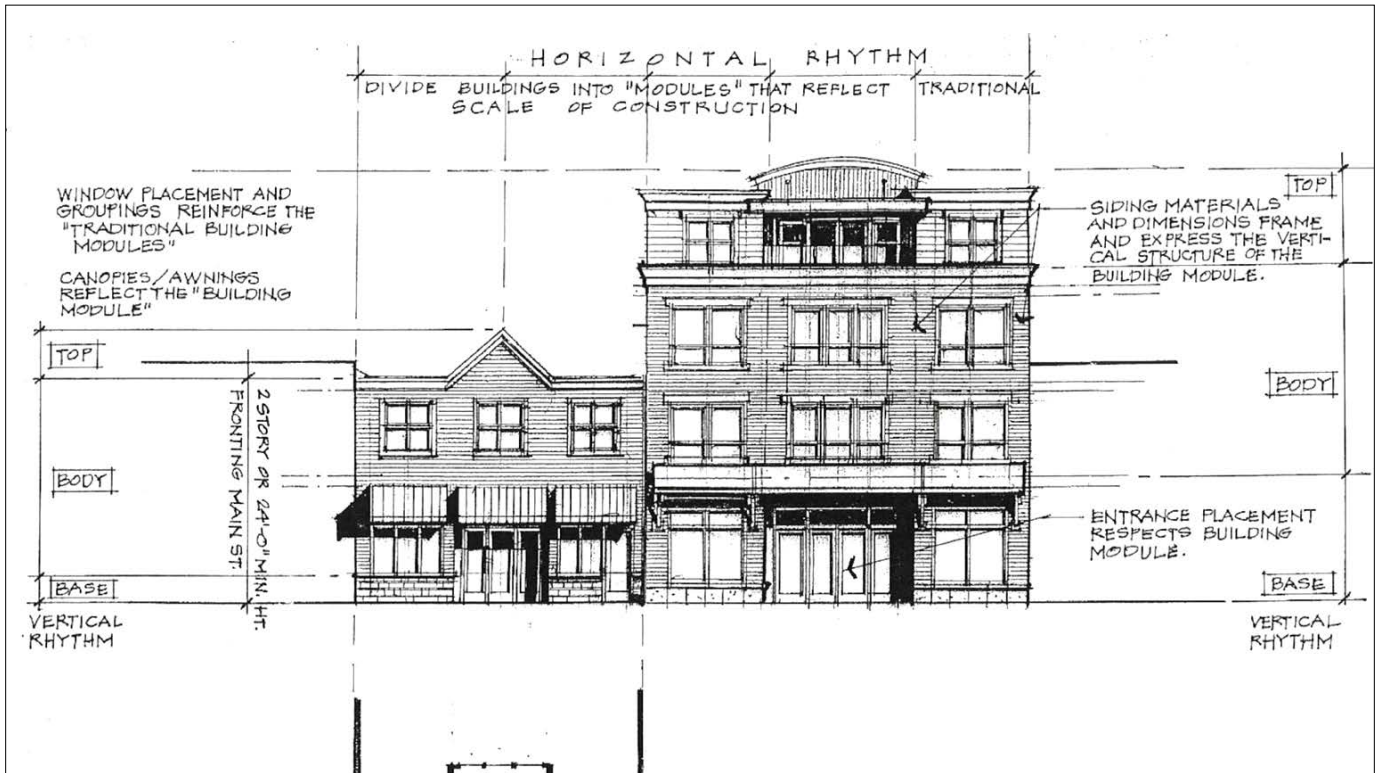 HORIZONTAL RHYTHM
DIVIDE BUILDINGS INTO "MODULES" THAT REFLECT TRADITIONAL
SCALE OF CONSTRUCTION
WINDOW PLACEMENT AND
GROUPINGS REINFORCE THE
"TRADITIONAL BUILDING
MODULES"
CANOPIES/AWNINGS
REFLECT THE "BUILDING
MODULE"
TOP
BODY
BASE
VERTICAL
RHYTHM
2 STORY OR 24'-0" MIN. HT.
FRONTING MAIN ST.
TOP
SIDING MATERIALS
AND DIMENSIONS FRAME
AND EXPRESS THE VERTI-
CAL STRUCTURE OF THE
BUILDING MODULE.
BODY
ENTRANCE PLACEMENT
RESPECTS BUILDING
MODULE.
BASE
VERTICAL
RHYTHM